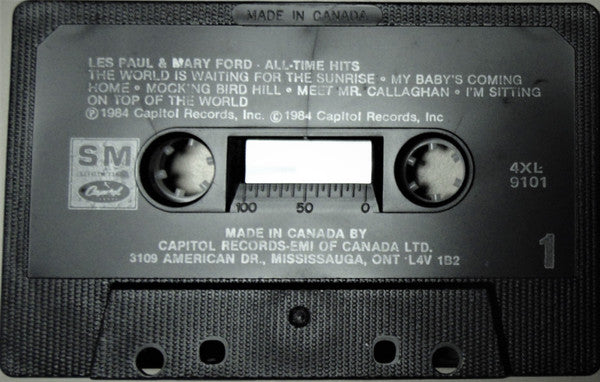 MADE IN CANADA
LES PAUL & MARY FORD - ALL-TIME HITS
THE WORLD IS WAITING FOR THE SUNRISE • MY BABY'S COMING
HOME • MOCKING BIRD HILL • MEET MR. CALLAGHAN • I'M SITTING
ON TOP OF THE WORLD
℗ 1984 Capitol Records, Inc. © 1984 Capitol Records, Inc
SM
Capitol
4XL
9101
100 50 0
MADE IN CANADA BY
CAPITOL RECORDS-EMI OF CANADA LTD.
3109 AMERICAN DR., MISSISSAUGA, ONT L4V 1B2
1